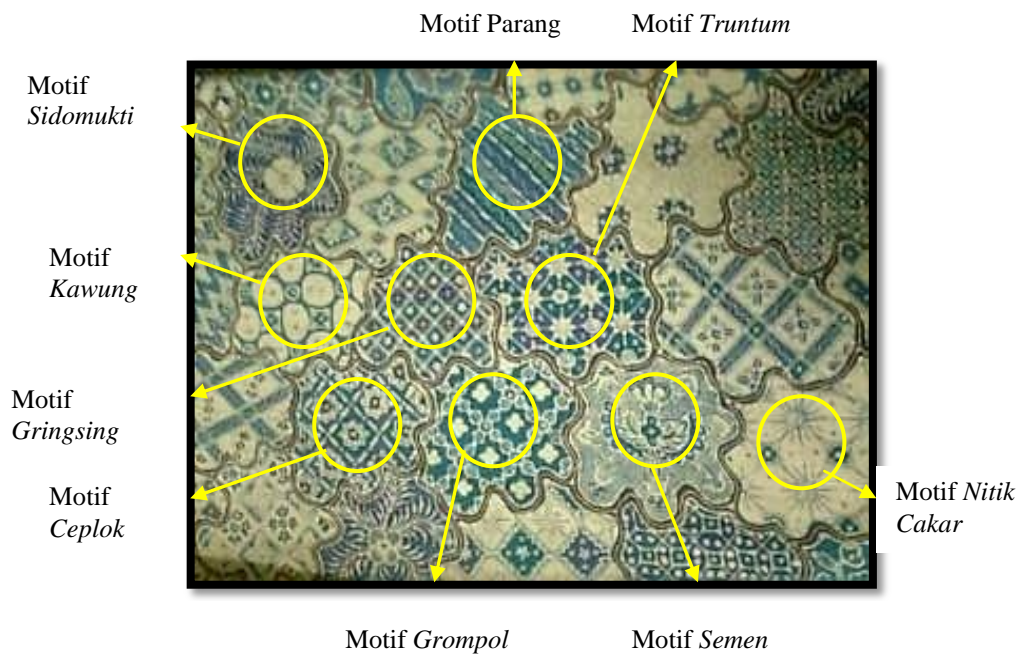 Motif Parang
Motif Truntum
Motif
Sidomukti
Motif
Kawung
Motif
Gringsing
Motif
Ceplok
Motif Nitik
Cakar
Motif Grompol
Motif Semen